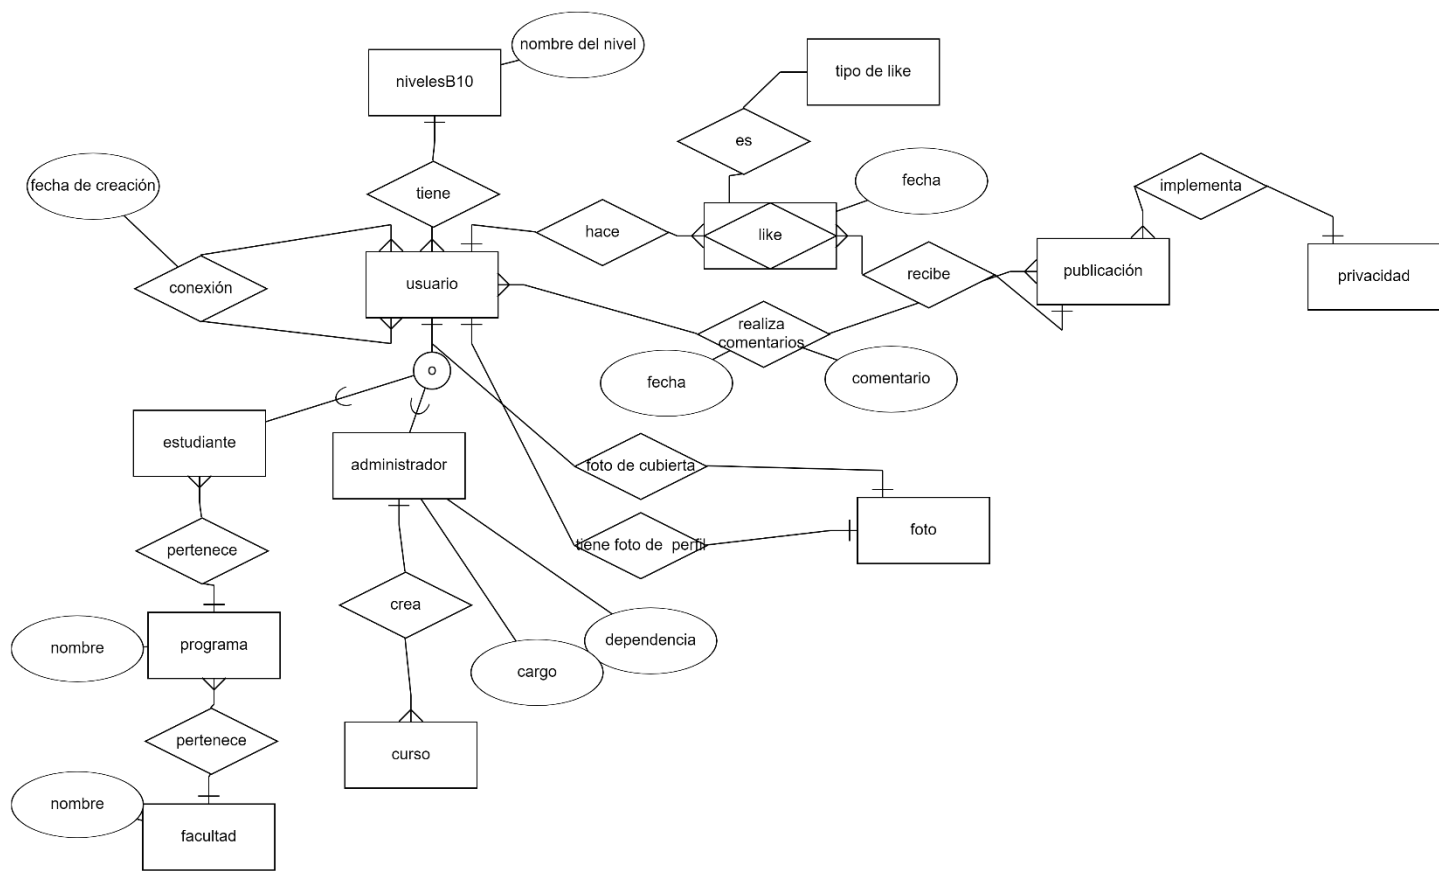 nombre del nivel
nivelesB10
tipo de like
es
fecha
fecha de creación
tiene
implementa
hace
like
recibe
publicación
privacidad
conexión
usuario
realiza
comentarios
fecha
comentario
o
estudiante
administrador
foto de cubierta
foto
tiene foto de perfil
pertenece
crea
dependencia
nombre
programa
cargo
pertenece
curso
nombre
facultad